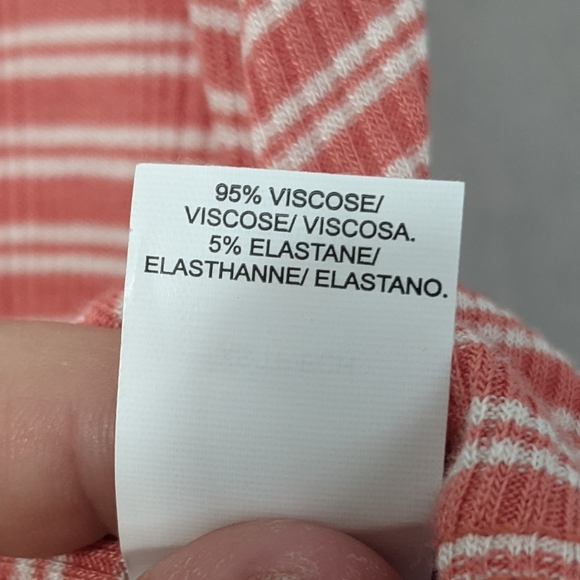 95% VISCOSE/
VISCOSE/ VISCOSA.
5% ELASTANE/
ELASTHANNE/ ELASTANO.